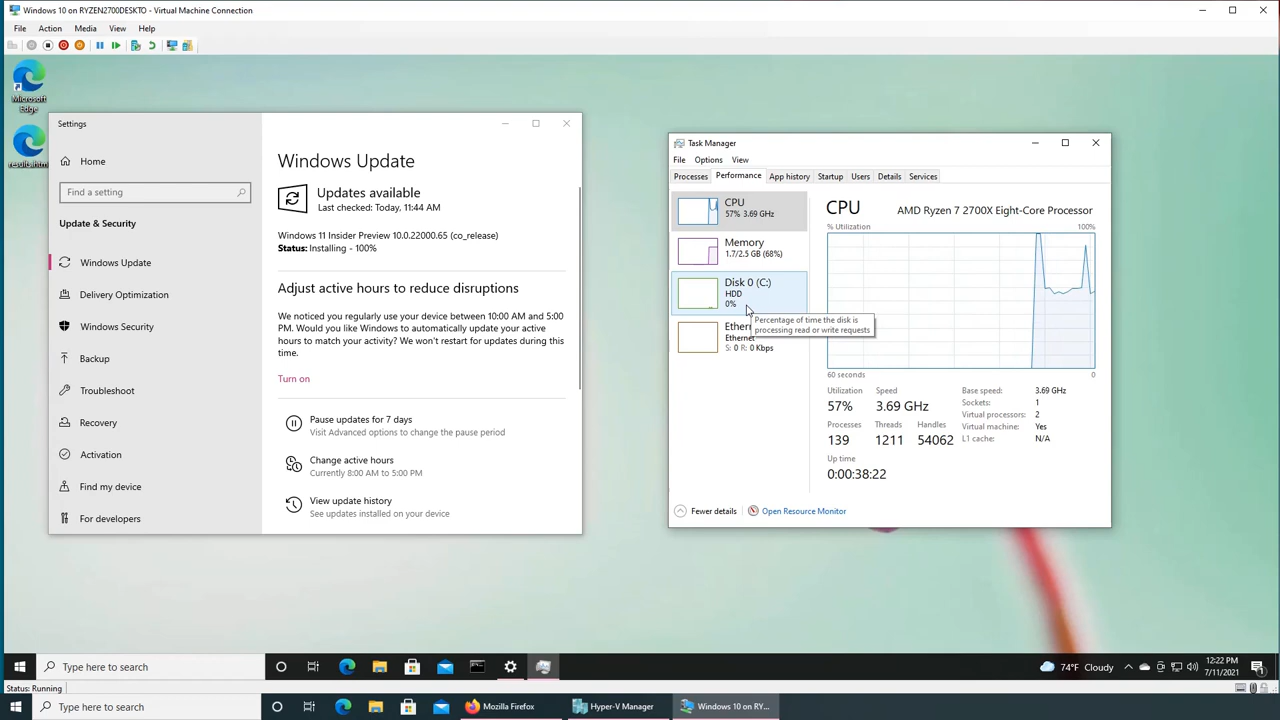 Windows 10 on RYZEN2700DESKTO - Virtual Machine Connection
File Action Media View Help
Microsoft
Edge
Settings
Home
Find a setting
Update & Security
Windows Update
Delivery Optimization
Windows Security
Backup
Troubleshoot
Recovery
Activation
Find my device
For developers
Windows Update
Updates available
Last checked: Today, 11:44 AM
Windows 11 Insider Preview 10.0.22000.65 (co_release)
Status: Installing - 100%
Adjust active hours to reduce disruptions
We noticed you regularly use your device between 10:00 AM and 5:00
PM. Would you like Windows to automatically update your active
hours to match your activity? We won't restart for updates during this
time.
Turn on
Pause updates for 7 days
Visit Advanced options to change the pause period
Change active hours
Currently 8:00 AM to 5:00 PM
View update history
See updates installed on your device
Task Manager
File Options View
Processes Performance App history Startup Users Details Services
CPU
57% 3.69 GHz
Memory
1.7/2.5 GB (68%)
Disk 0 (C:)
HDD
0%
Percentage of time the disk is
processing read or write requests
Ethern
Ethernet
S: 0 R: 0 Kbps
CPU AMD Ryzen 7 2700X Eight-Core Processor
% Utilization 100%
60 seconds 0
Utilization Speed
57% 3.69 GHz
Processes Threads Handles
139 1211 54062
Up time
0:00:38:22
Base speed: 3.69 GHz
Sockets: 1
Virtual processors: 2
Virtual machine: Yes
L1 cache: N/A
Fewer details Open Resource Monitor
Type here to search
74°F Cloudy
12:22 PM
7/11/2021
1
Status: Running
Type here to search
Mozilla Firefox
Hyper-V Manager
Windows 10 on RY...